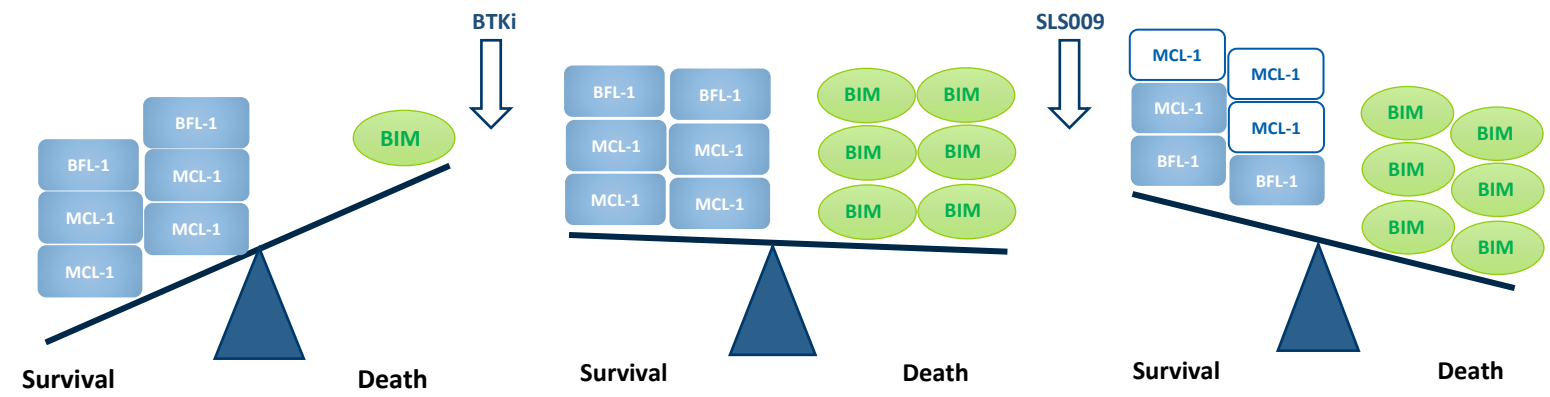 BTKi
SLS009
BFL-1
BFL-1
MCL-1
MCL-1
MCL-1
MCL-1
BIM
Survival
Death
BFL-1 BFL-1
MCL-1 MCL-1
MCL-1 MCL-1
BIM BIM
BIM BIM
BIM BIM
Survival
Death
MCL-1
MCL-1
MCL-1
MCL-1
BFL-1
BFL-1
BIM
BIM
BIM
BIM
BIM
BIM
Survival
Death